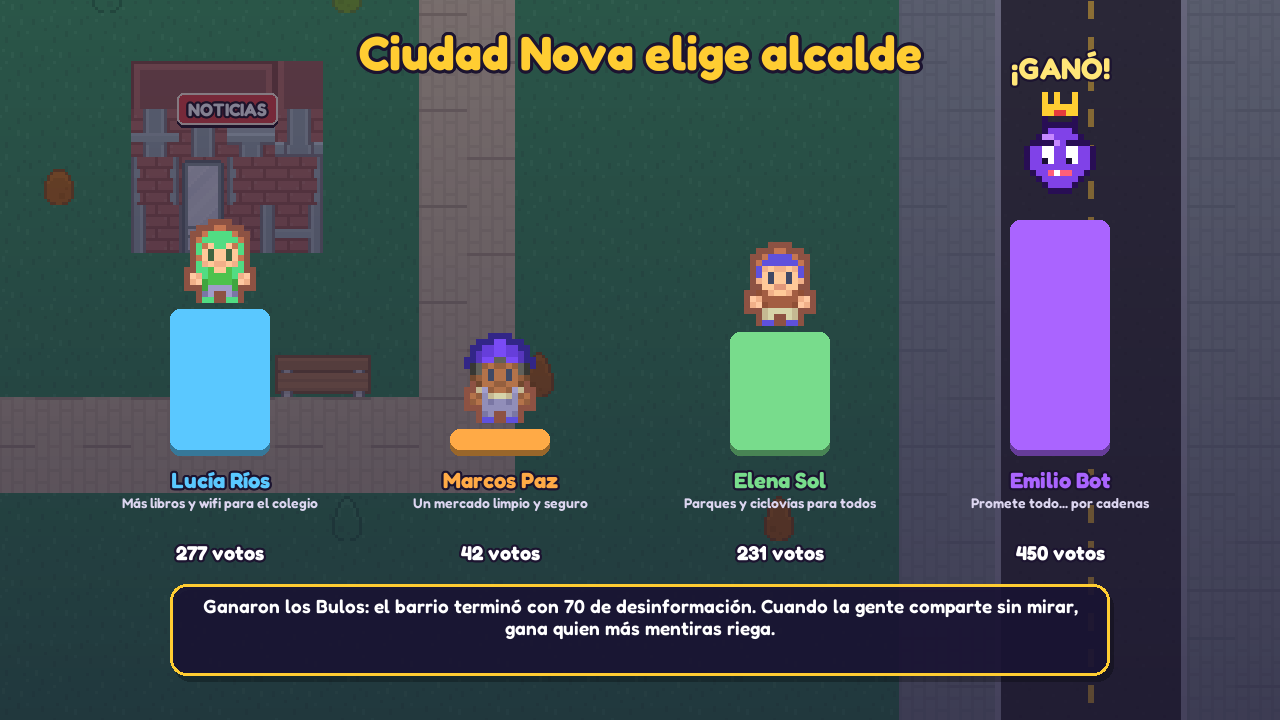 Ciudad Nova elige alcalde
¡GANÓ!
NOTICIAS
Lucía Ríos
Más libros y wifi para el colegio
277 votos
Marcos Paz
Un mercado limpio y seguro
42 votos
Elena Sol
Parques y ciclovías para todos
231 votos
Emilio Bot
Promete todo... por cadenas
450 votos
Ganaron los Bulos: el barrio terminó con 70 de desinformación. Cuando la gente comparte sin mirar,
gana quien más mentiras riega.